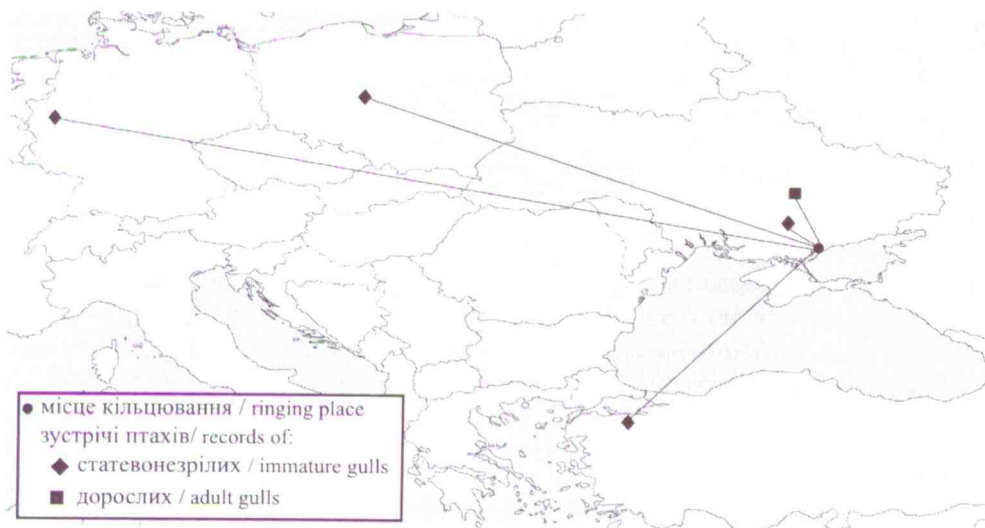 місце кільцювання / ringing place
зустрічі птахів/ records of:
статевонезрілих / immature gulls
дорослих / adult gulls